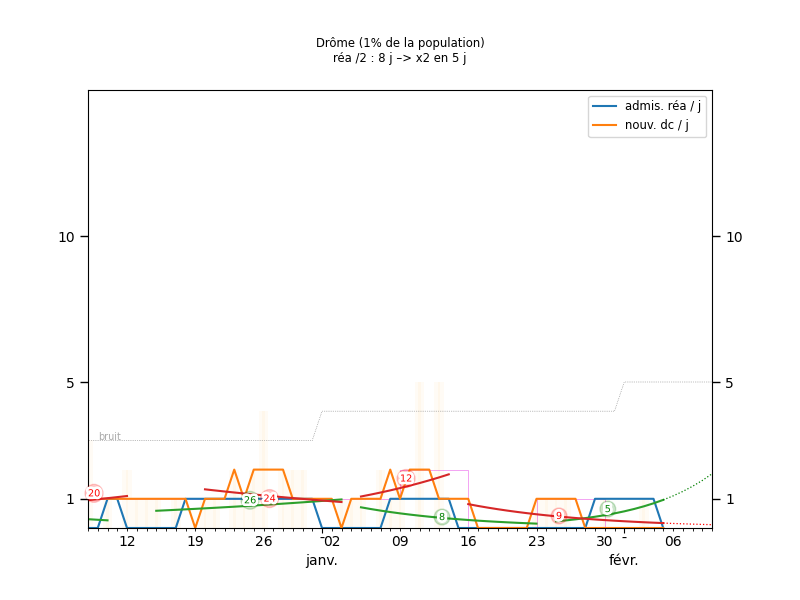 Drôme (1% de la population)
réa /2 : 8 j –> x2 en 5 j
admis. réa / j
nouv. dc / j
10 10
5 5
bruit
1 1
20 26 24 12 8 9 5
12 19 26 02 09 16 23 30 06
janv. févr.